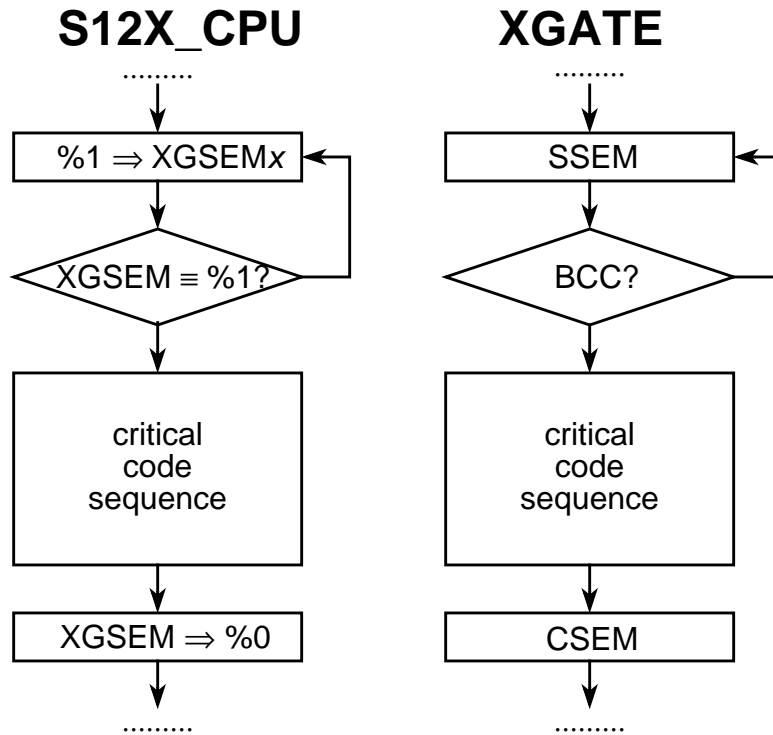 S12X_CPU
.........
%1 ⇒ XGSEMx
XGSEM ≡ %1?
critical
code
sequence
XGSEM ⇒ %0
.........
XGATE
.........
SSEM
BCC?
critical
code
sequence
CSEM
.........